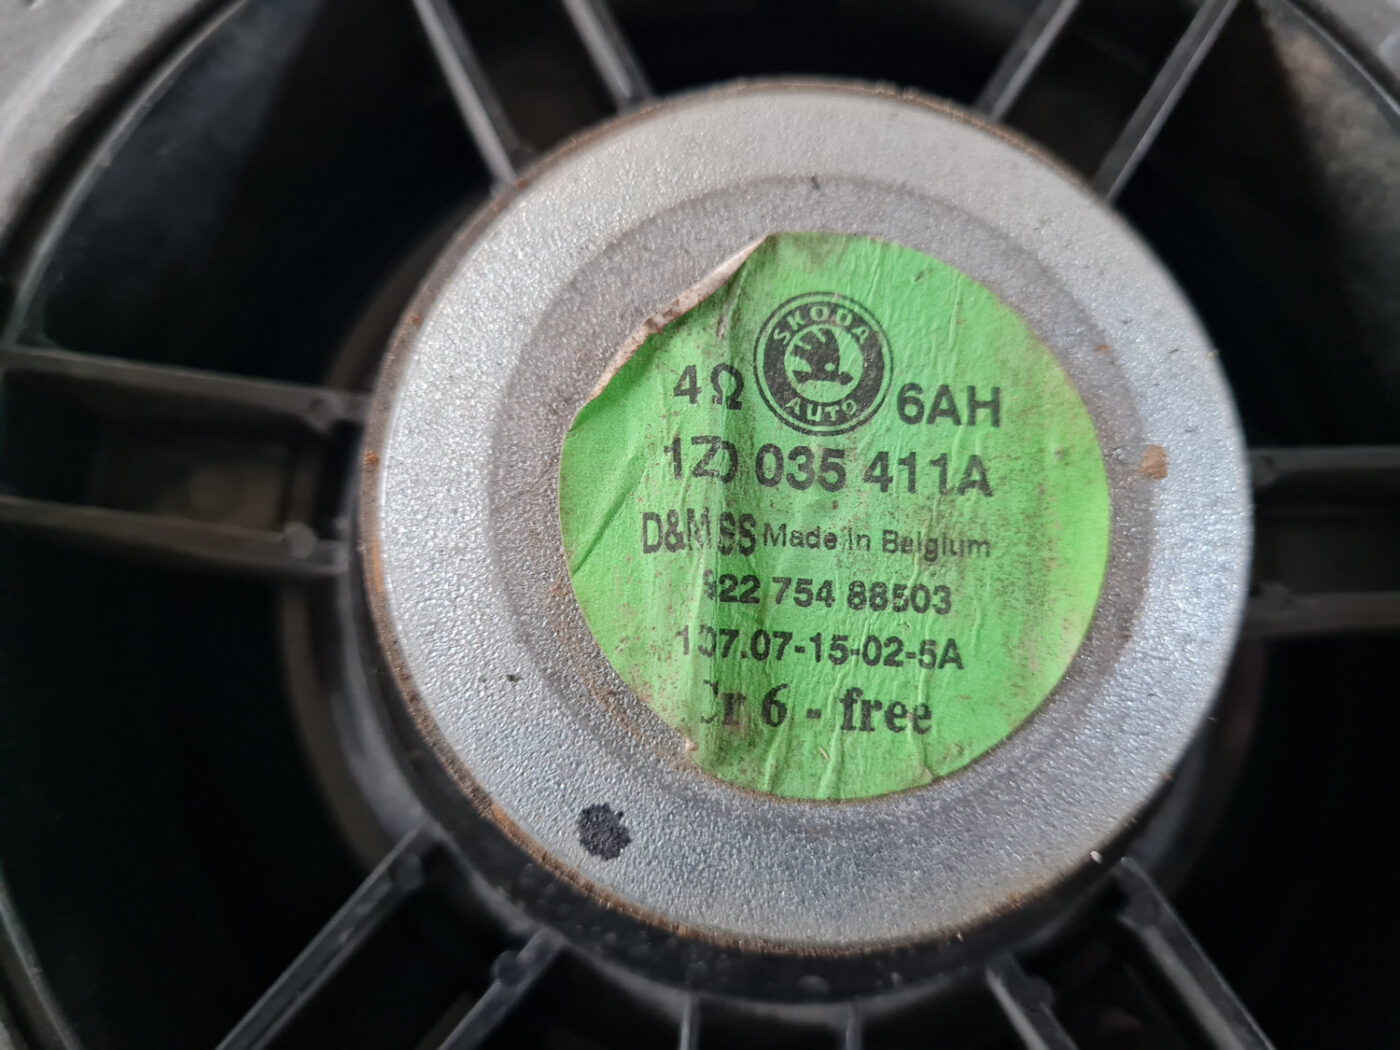 SKODA
AUTO
4Ω 6AH
1Z0 035 411A
D&MSS Made in Belgium
922 754 88503
107.07-15-02-5A
Cr 6 - free